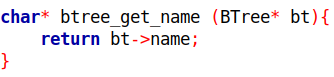 char* btree_get_name (BTree* bt){
    return bt->name;
}